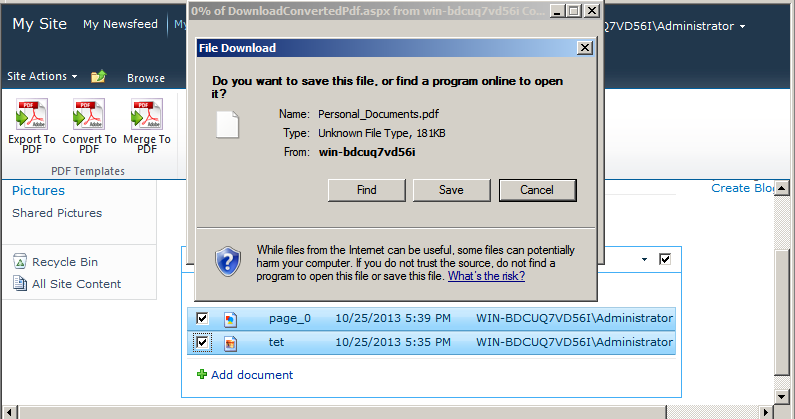 0% of DownloadConvertedPdf.aspx from win-bdcuq7vd56i Co...
My Site
My Newsfeed
My
Q7VD56I\Administrator
File Download
Do you want to save this file, or find a program online to open
it?
Name: Personal_Documents.pdf
Type: Unknown File Type, 181KB
From: win-bdcuq7vd56i
Find
Save
Cancel
While files from the Internet can be useful, some files can potentially
harm your computer. If you do not trust the source, do not find a
program to open this file or save this file. What's the risk?
Site Actions
Browse
Export To
PDF
Convert To
PDF
Merge To
PDF
PDF Templates
Pictures
Shared Pictures
Recycle Bin
All Site Content
Create Blog
page_0 10/25/2013 5:39 PM WIN-BDCUQ7VD56I\Administrator
tet 10/25/2013 5:35 PM WIN-BDCUQ7VD56I\Administrator
Add document